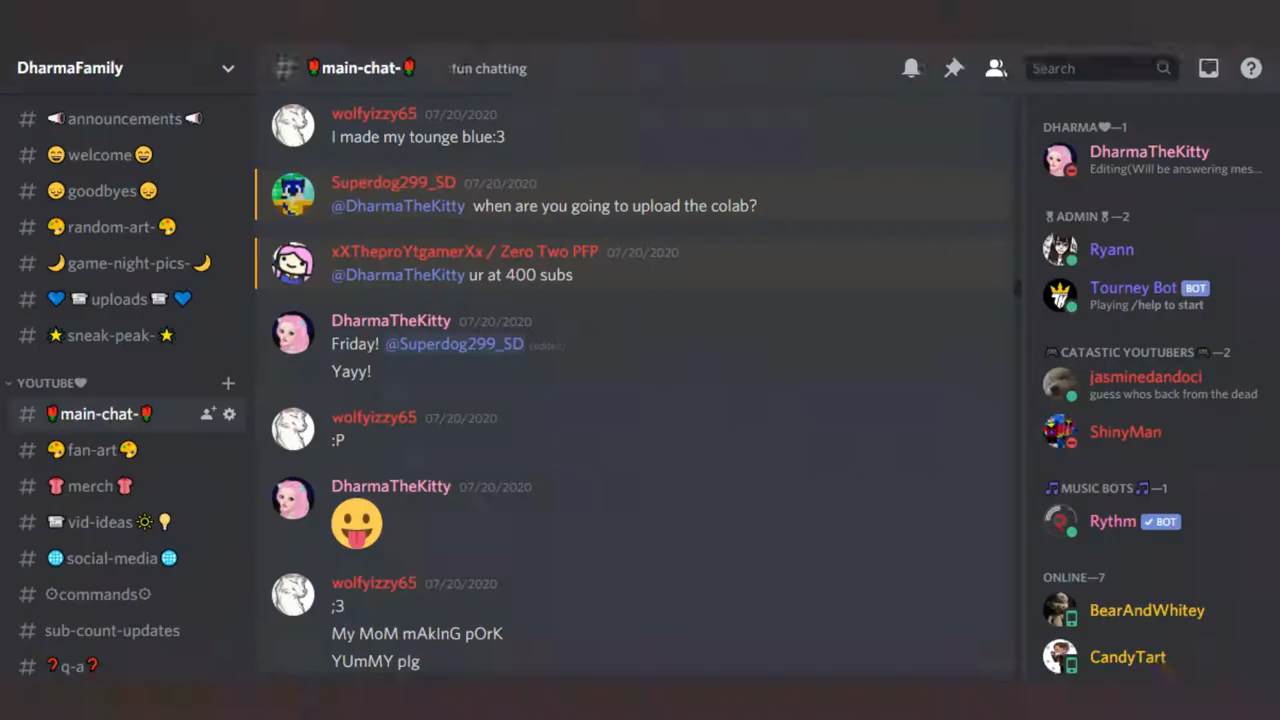 DharmaFamily
# 📢announcements📢
# 😄welcome😄
# 😞goodbyes😞
# 🎨random-art-🎨
# 🌙game-night-pics-🌙
# 💙🧻uploads🧻💙
# ⭐sneak-peak-⭐
YOUTUBE♥
# 🌹main-chat-🌹
# 🎨fan-art🎨
# 👚merch👚
# 🧻vid-ideas🔆💡
# 🌐social-media🌐
# ⚙commands⚙
sub-count-updates
# ❓q-a❓
# 🌹main-chat-🌹 fun chatting
Search
wolfyizzy65 07/20/2020
I made my tounge blue:3
Superdog299_SD 07/20/2020
@DharmaTheKitty when are you going to upload the colab?
xXTheproYtgamerXx / Zero Two PFP 07/20/2020
@DharmaTheKitty ur at 400 subs
DharmaTheKitty 07/20/2020
Friday! @Superdog299_SD
Yayy!
wolfyizzy65 07/20/2020
:P
DharmaTheKitty 07/20/2020
😛
wolfyizzy65 07/20/2020
;3
My MoM mAkInG pOrK
YUmMY pIg
DHARMA♥—1
DharmaTheKitty
Editing(Will be answering mes...
🎖ADMIN🎖—2
Ryann
Tourney Bot BOT
Playing /help to start
🎮CATASTIC YOUTUBERS🎮—2
jasminedandoci
guess whos back from the dead
ShinyMan
🎵MUSIC BOTS🎵—1
Rythm ✓BOT
ONLINE—7
BearAndWhitey
CandyTart